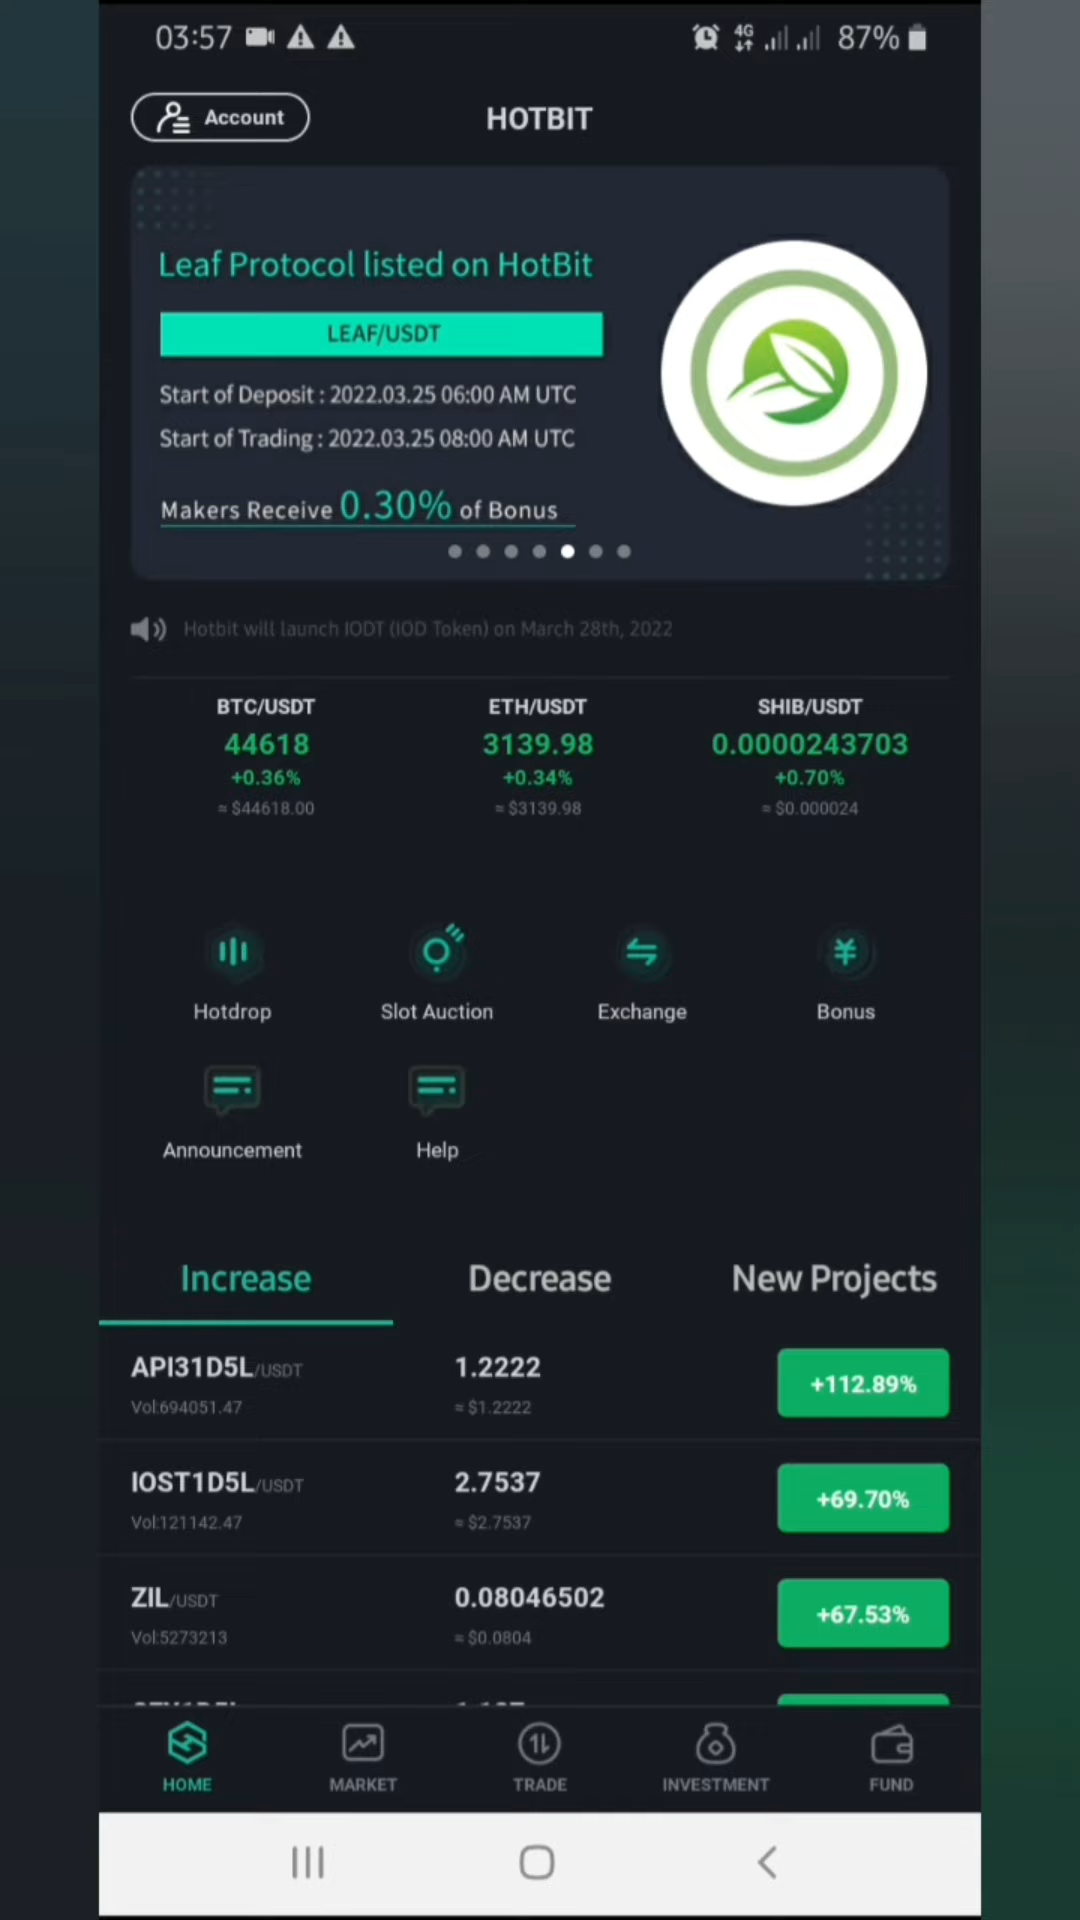 03:57
4G
87%
Account
HOTBIT
Leaf Protocol listed on HotBit
LEAF/USDT
Start of Deposit : 2022.03.25 06:00 AM UTC
Start of Trading : 2022.03.25 08:00 AM UTC
Makers Receive 0.30% of Bonus
Hotbit will launch IODT (IOD Token) on March 28th, 2022
BTC/USDT ETH/USDT SHIB/USDT
44618 3139.98 0.0000243703
+0.36% +0.34% +0.70%
≈ $44618.00 ≈ $3139.98 ≈ $0.000024
Hotdrop Slot Auction Exchange Bonus
Announcement Help
Increase Decrease New Projects
API31D5L/USDT 1.2222 +112.89%
Vol:694051.47 ≈ $1.2222
IOST1D5L/USDT 2.7537 +69.70%
Vol:121142.47 ≈ $2.7537
ZIL/USDT 0.08046502 +67.53%
Vol:5273213 ≈ $0.0804
HOME MARKET TRADE INVESTMENT FUND